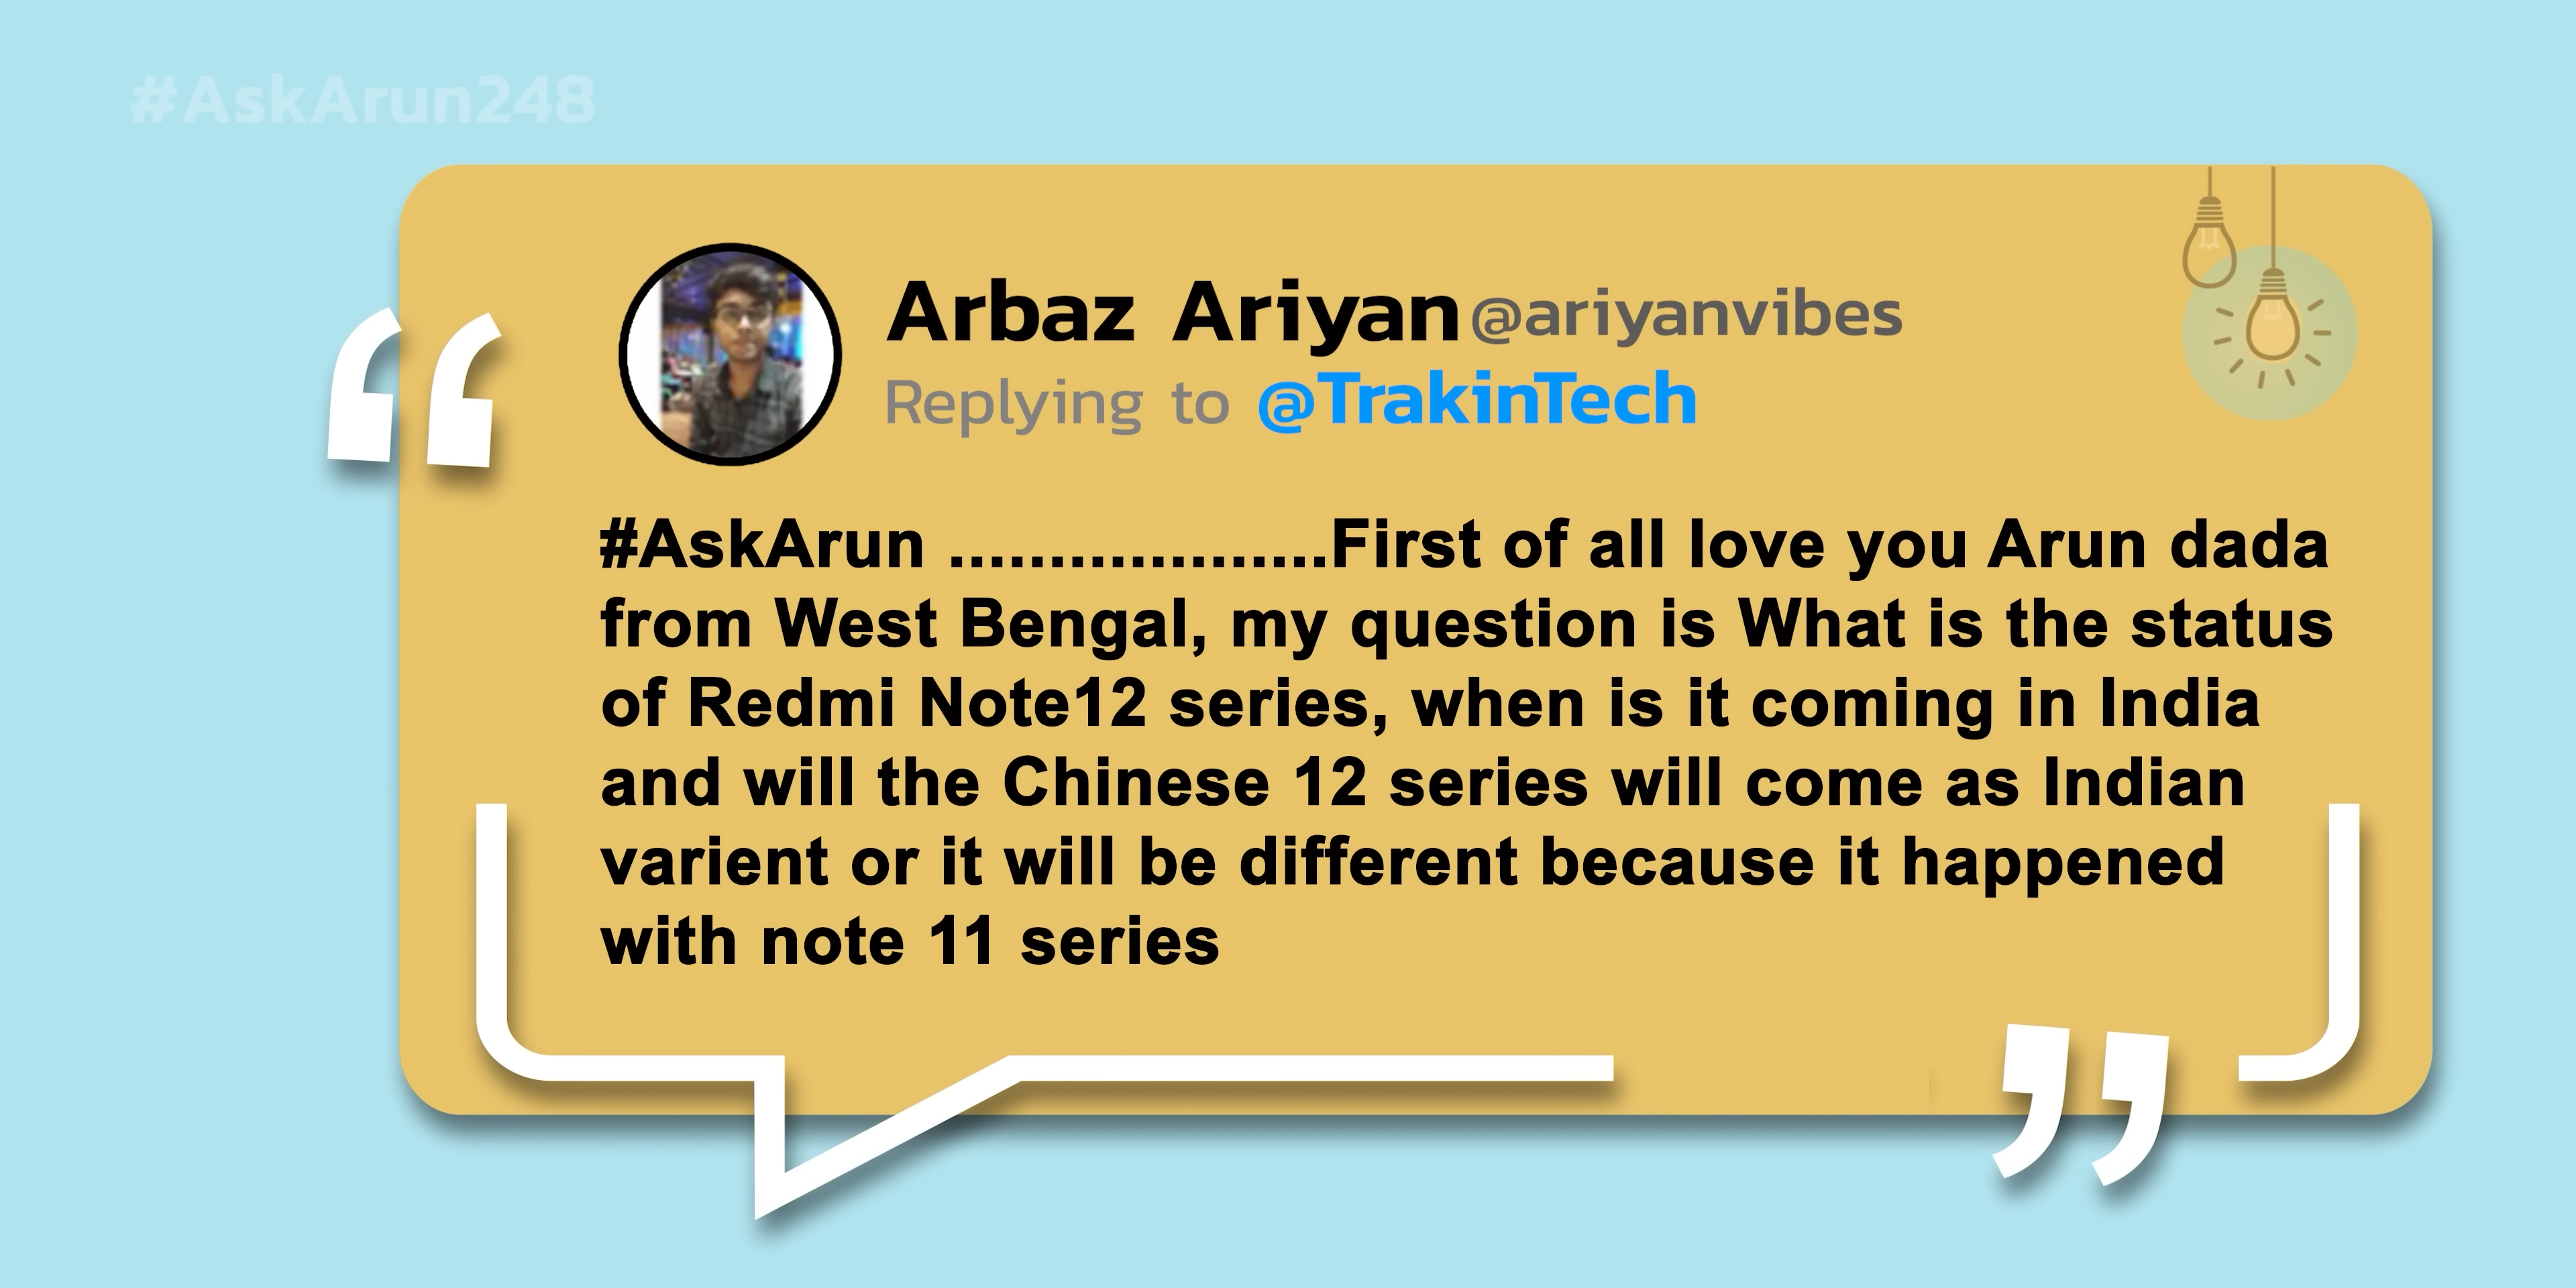 #AskArun248
Arbaz Ariyan @ariyanvibes
Replying to @TrakinTech
#AskArun ...................First of all love you Arun dada
from West Bengal, my question is What is the status
of Redmi Note12 series, when is it coming in India
and will the Chinese 12 series will come as Indian
varient or it will be different because it happened
with note 11 series